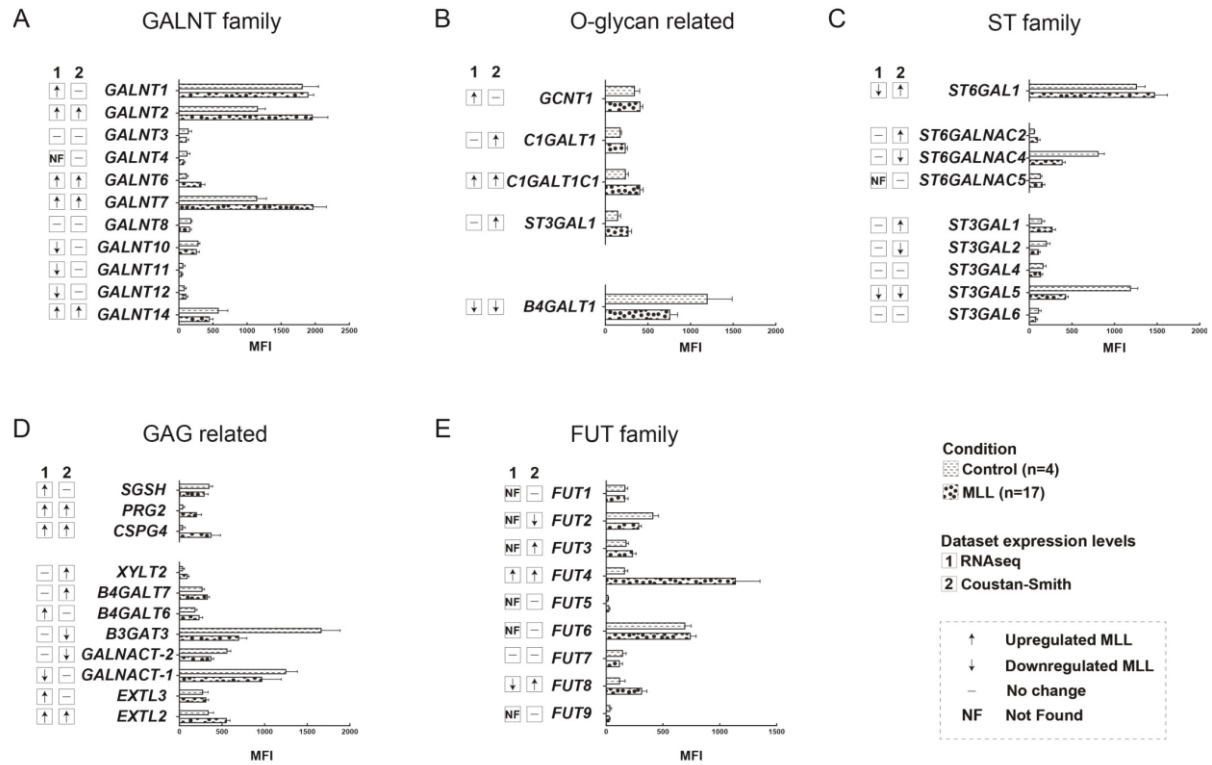 A GALNT family
1 2
↑ – GALNT1
↑ ↑ GALNT2
– – GALNT3
NF – GALNT4
↑ ↑ GALNT6
↑ ↑ GALNT7
– – GALNT8
↓ – GALNT10
↓ – GALNT11
↓ – GALNT12
↑ ↑ GALNT14
0 500 1000 1500 2000 2500
MFI
B O-glycan related
1 2
↑ – GCNT1
– ↑ C1GALT1
↑ ↑ C1GALT1C1
– ↑ ST3GAL1
↓ ↓ B4GALT1
0 500 1000 1500 2000
MFI
C ST family
1 2
↓ ↑ ST6GAL1
– ↑ ST6GALNAC2
– ↓ ST6GALNAC4
NF – ST6GALNAC5
– ↑ ST3GAL1
– ↓ ST3GAL2
– – ST3GAL4
↓ ↓ ST3GAL5
– – ST3GAL6
0 500 1000 1500 2000
MFI
D GAG related
1 2
↑ – SGSH
↑ ↑ PRG2
↑ ↑ CSPG4
– ↑ XYLT2
– ↑ B4GALT7
↑ – B4GALT6
– ↓ B3GAT3
– ↓ GALNACT-2
↓ – GALNACT-1
↑ – EXTL3
↑ ↑ EXTL2
0 500 1000 1500 2000
MFI
E FUT family
1 2
NF – FUT1
NF ↓ FUT2
NF ↑ FUT3
↑ ↑ FUT4
NF – FUT5
NF – FUT6
– – FUT7
↓ ↑ FUT8
NF – FUT9
0 500 1000 1500
MFI
Condition
Control (n=4)
MLL (n=17)
Dataset expression levels
1 RNAseq
2 Coustan-Smith
↑ Upregulated MLL
↓ Downregulated MLL
– No change
NF Not Found